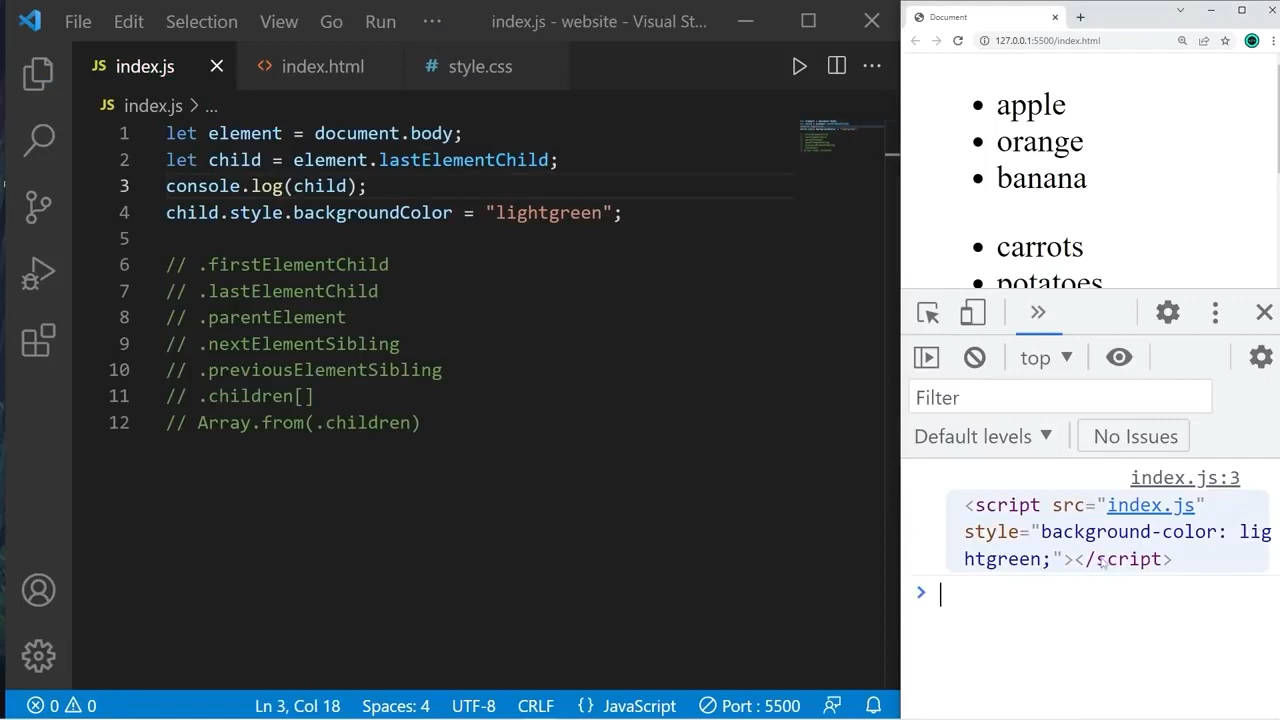 File Edit Selection View Go Run ··· index.js - website - Visual St...
JS index.js <> index.html # style.css ···
JS index.js > ...
1 let element = document.body;
2 let child = element.lastElementChild;
3 console.log(child);
4 child.style.backgroundColor = "lightgreen";
5
6 // .firstElementChild
7 // .lastElementChild
8 // .parentElement
9 // .nextElementSibling
10 // .previousElementSibling
11 // .children[]
12 // Array.from(.children)
0 0 Ln 3, Col 18 Spaces: 4 UTF-8 CRLF {} JavaScript Port : 5500
Document
127.0.0.1:5500/index.html
• apple
• orange
• banana
• carrots
• potatoes
top
Filter
Default levels No Issues
index.js:3
<script src="index.js"
style="background-color: lig
htgreen;"></script>
>